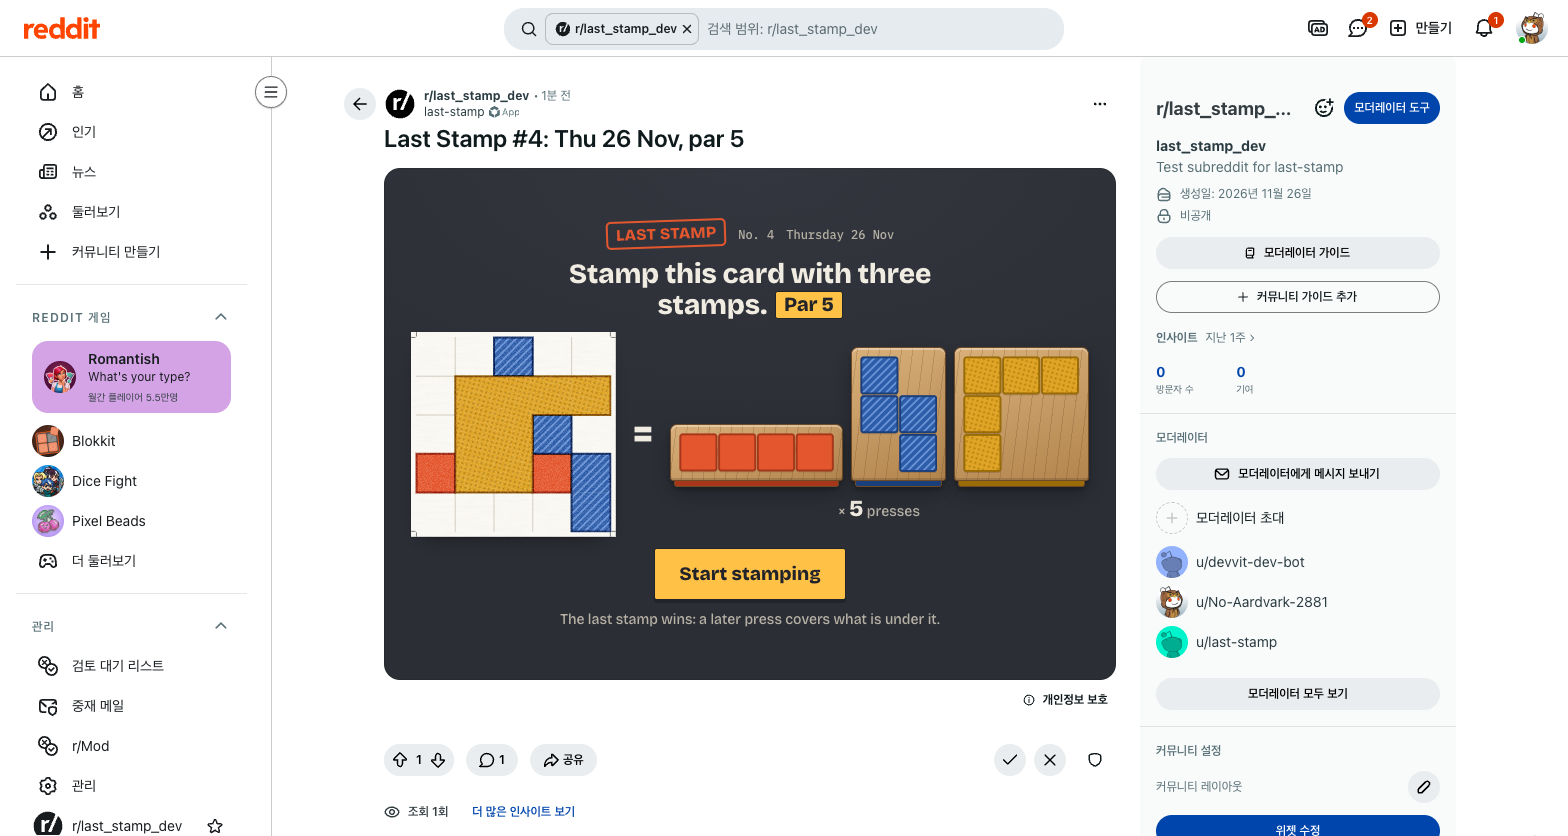 reddit
r/last_stamp_dev
검색 범위: r/last_stamp_dev
AD
2
만들기
1
홈
인기
뉴스
둘러보기
커뮤니티 만들기
REDDIT 게임
Romantish
What's your type?
월간 플레이어 5.5만명
Blokkit
Dice Fight
Pixel Beads
더 둘러보기
관리
검토 대기 리스트
중재 메일
r/Mod
관리
r/last_stamp_dev
r/last_stamp_dev • 1분 전
last-stamp App
Last Stamp #4: Thu 26 Nov, par 5
LAST STAMP No. 4 Thursday 26 Nov
Stamp this card with three
stamps. Par 5
=
× 5 presses
Start stamping
The last stamp wins: a later press covers what is under it.
개인정보 보호
1
1
공유
조회 1회
더 많은 인사이트 보기
r/last_stamp_...
모더레이터 도구
last_stamp_dev
Test subreddit for last-stamp
생성일: 2026년 11월 26일
비공개
모더레이터 가이드
커뮤니티 가이드 추가
인사이트 지난 1주
0 0
방문자 수 기여
모더레이터
모더레이터에게 메시지 보내기
모더레이터 초대
u/devvit-dev-bot
u/No-Aardvark-2881
u/last-stamp
모더레이터 모두 보기
커뮤니티 설정
커뮤니티 레이아웃
위젯 수정